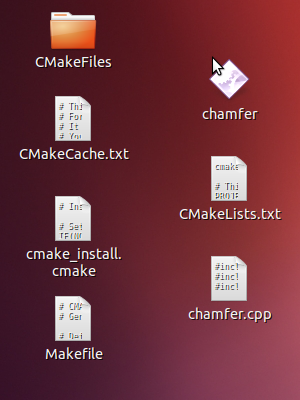 CMakeFiles
chamfer
# Thi
# For
# It
# You
CMakeCache.txt
cmake
# Thi
PROJE
CMakeLists.txt
# Ins
# Set
IF(NO
cmake_install.
cmake
#incl
#incl
#incl
chamfer.cpp
# CMA
# Gen
# Def
Makefile